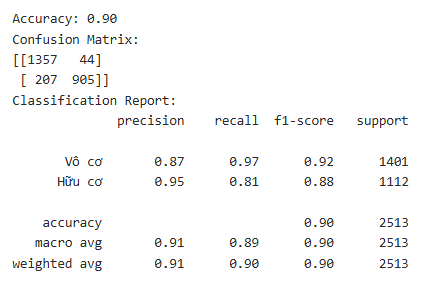 Accuracy: 0.90
Confusion Matrix:
[[1357   44]
 [ 207  905]]
Classification Report:
              precision    recall  f1-score   support

       Vô cơ       0.87      0.97      0.92      1401
      Hữu cơ       0.95      0.81      0.88      1112

    accuracy                           0.90      2513
   macro avg       0.91      0.89      0.90      2513
weighted avg       0.91      0.90      0.90      2513